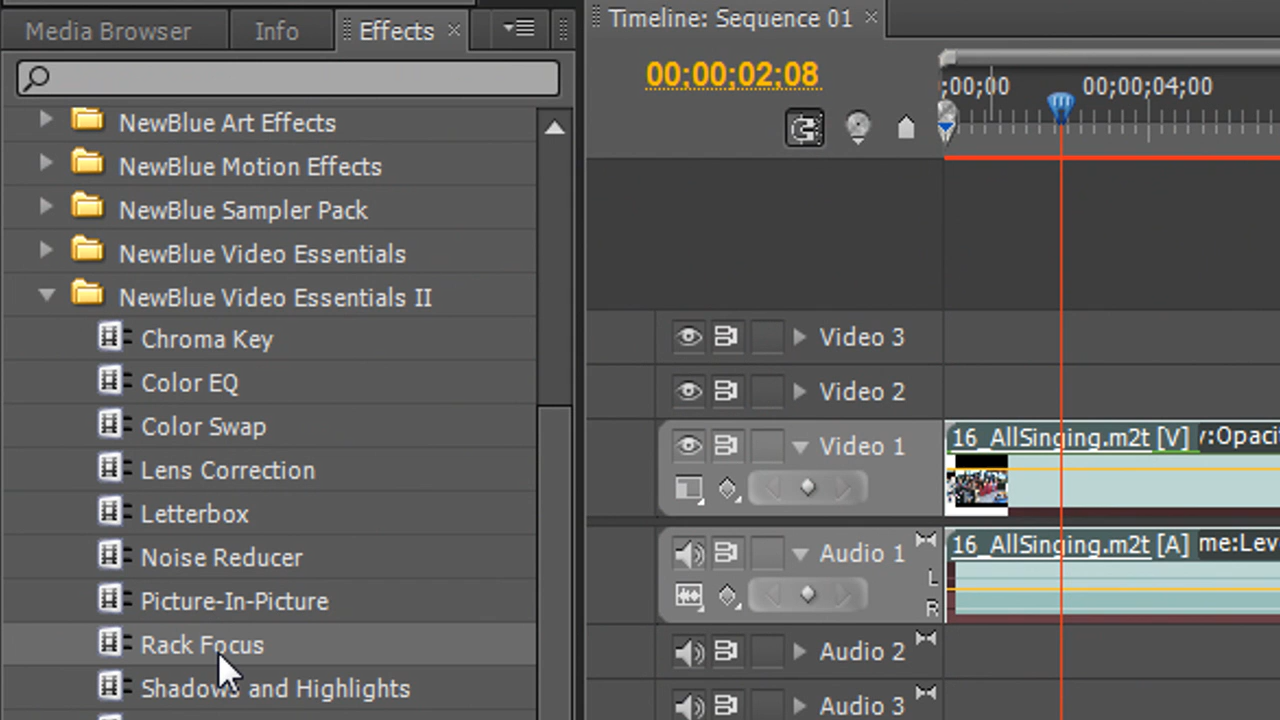 Media Browser
Info
Effects
NewBlue Art Effects
NewBlue Motion Effects
NewBlue Sampler Pack
NewBlue Video Essentials
NewBlue Video Essentials II
Chroma Key
Color EQ
Color Swap
Lens Correction
Letterbox
Noise Reducer
Picture-In-Picture
Rack Focus
Shadows and Highlights
Timeline: Sequence 01
00;00;02;08
;00;00
00;00;04;00
Video 3
Video 2
Video 1
16_AllSinging.m2t [V]
y:Opaci
Audio 1
L
R
16_AllSinging.m2t [A]
me:Lev
Audio 2
Audio 3